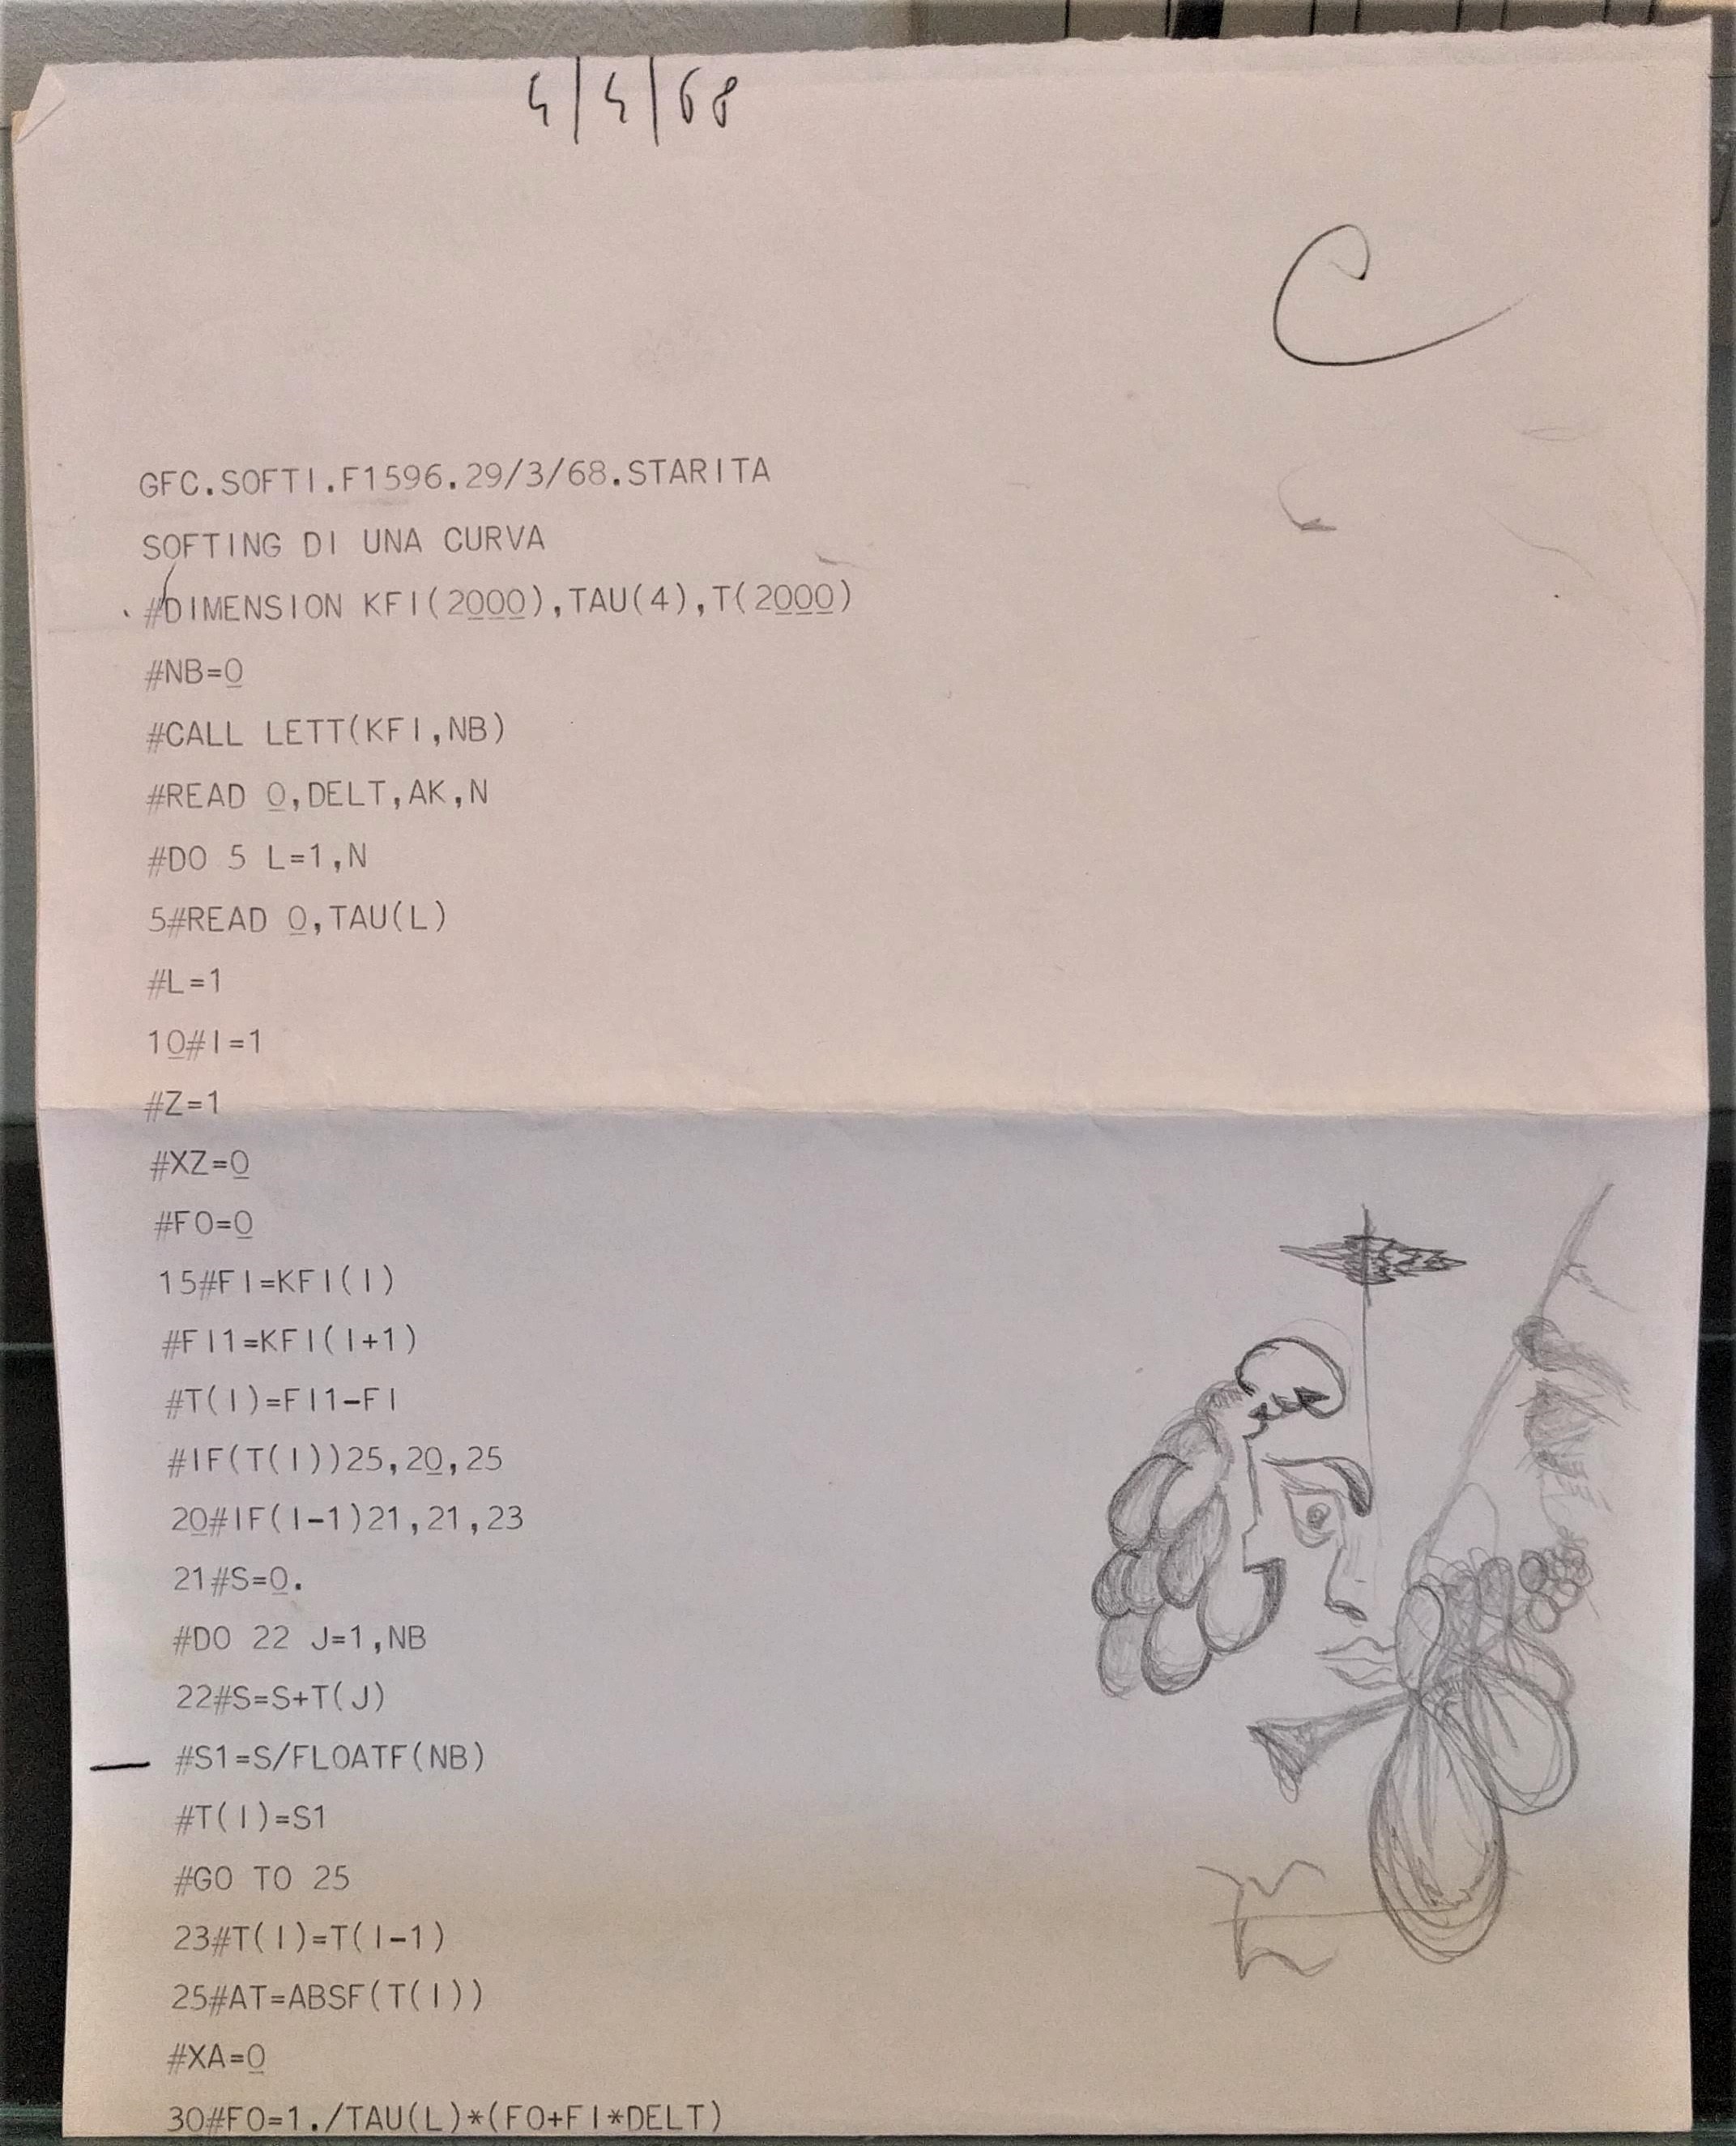 4/4/68
C
GFC.SOFTI.F1596.29/3/68.STARITA
SOFTING DI UNA CURVA
#DIMENSION KFI(2000),TAU(4),T(2000)
#NB=0
#CALL LETT(KFI,NB)
#READ 0,DELT,AK,N
#DO 5 L=1,N
5#READ 0,TAU(L)
#L=1
10#I=1
#Z=1
#XZ=0
#FO=0
15#FI=KFI(I)
#FI1=KFI(I+1)
#T(I)=FI1-FI
#IF(T(I))25,20,25
20#IF(I-1)21,21,23
21#S=0.
#DO 22 J=1,NB
22#S=S+T(J)
#S1=S/FLOATF(NB)
#T(I)=S1
#GO TO 25
23#T(I)=T(I-1)
25#AT=ABSF(T(I))
#XA=0
30#FO=1./TAU(L)*(FO+FI*DELT)